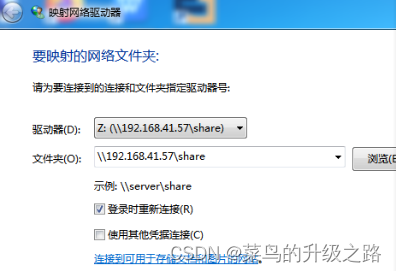 映射网络驱动器
要映射的网络文件夹:
请为要连接到的连接和文件夹指定驱动器号:
驱动器(D): Z: (\\192.168.41.57\share)
文件夹(O): \\192.168.41.57\share 浏览(B
示例: \\server\share
登录时重新连接(R)
使用其他凭据连接(C)
连接到可用于存储文档和图片的网站。
CSDN @菜鸟的升级之路